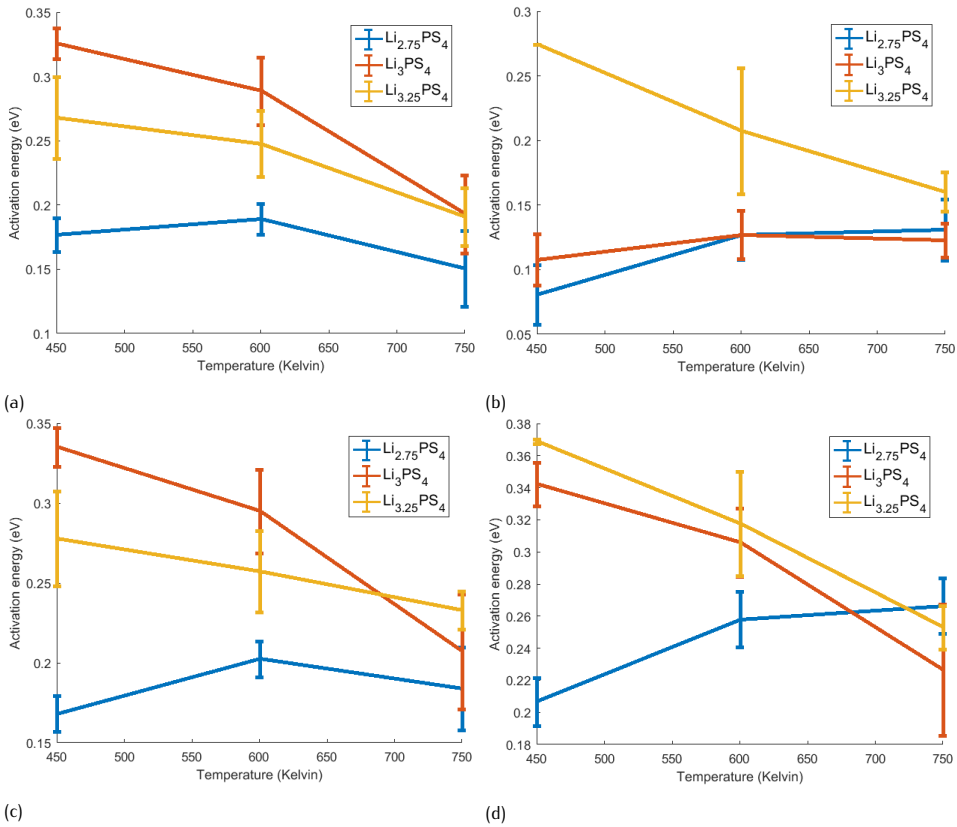 0.35
0.3
0.25
0.2
0.15
0.1
Activation energy (eV)
450 500 550 600 650 700 750
Temperature (Kelvin)
Li2.75PS4
Li3PS4
Li3.25PS4
(a)
0.3
0.25
0.2
0.15
0.1
0.05
Activation energy (eV)
450 500 550 600 650 700 750
Temperature (Kelvin)
Li2.75PS4
Li3PS4
Li3.25PS4
(b)
0.35
0.3
0.25
0.2
0.15
Activation energy (eV)
450 500 550 600 650 700 750
Temperature (Kelvin)
Li2.75PS4
Li3PS4
Li3.25PS4
(c)
0.38
0.36
0.34
0.32
0.3
0.28
0.26
0.24
0.22
0.2
0.18
Activation energy (eV)
450 500 550 600 650 700 750
Temperature (Kelvin)
Li2.75PS4
Li3PS4
Li3.25PS4
(d)